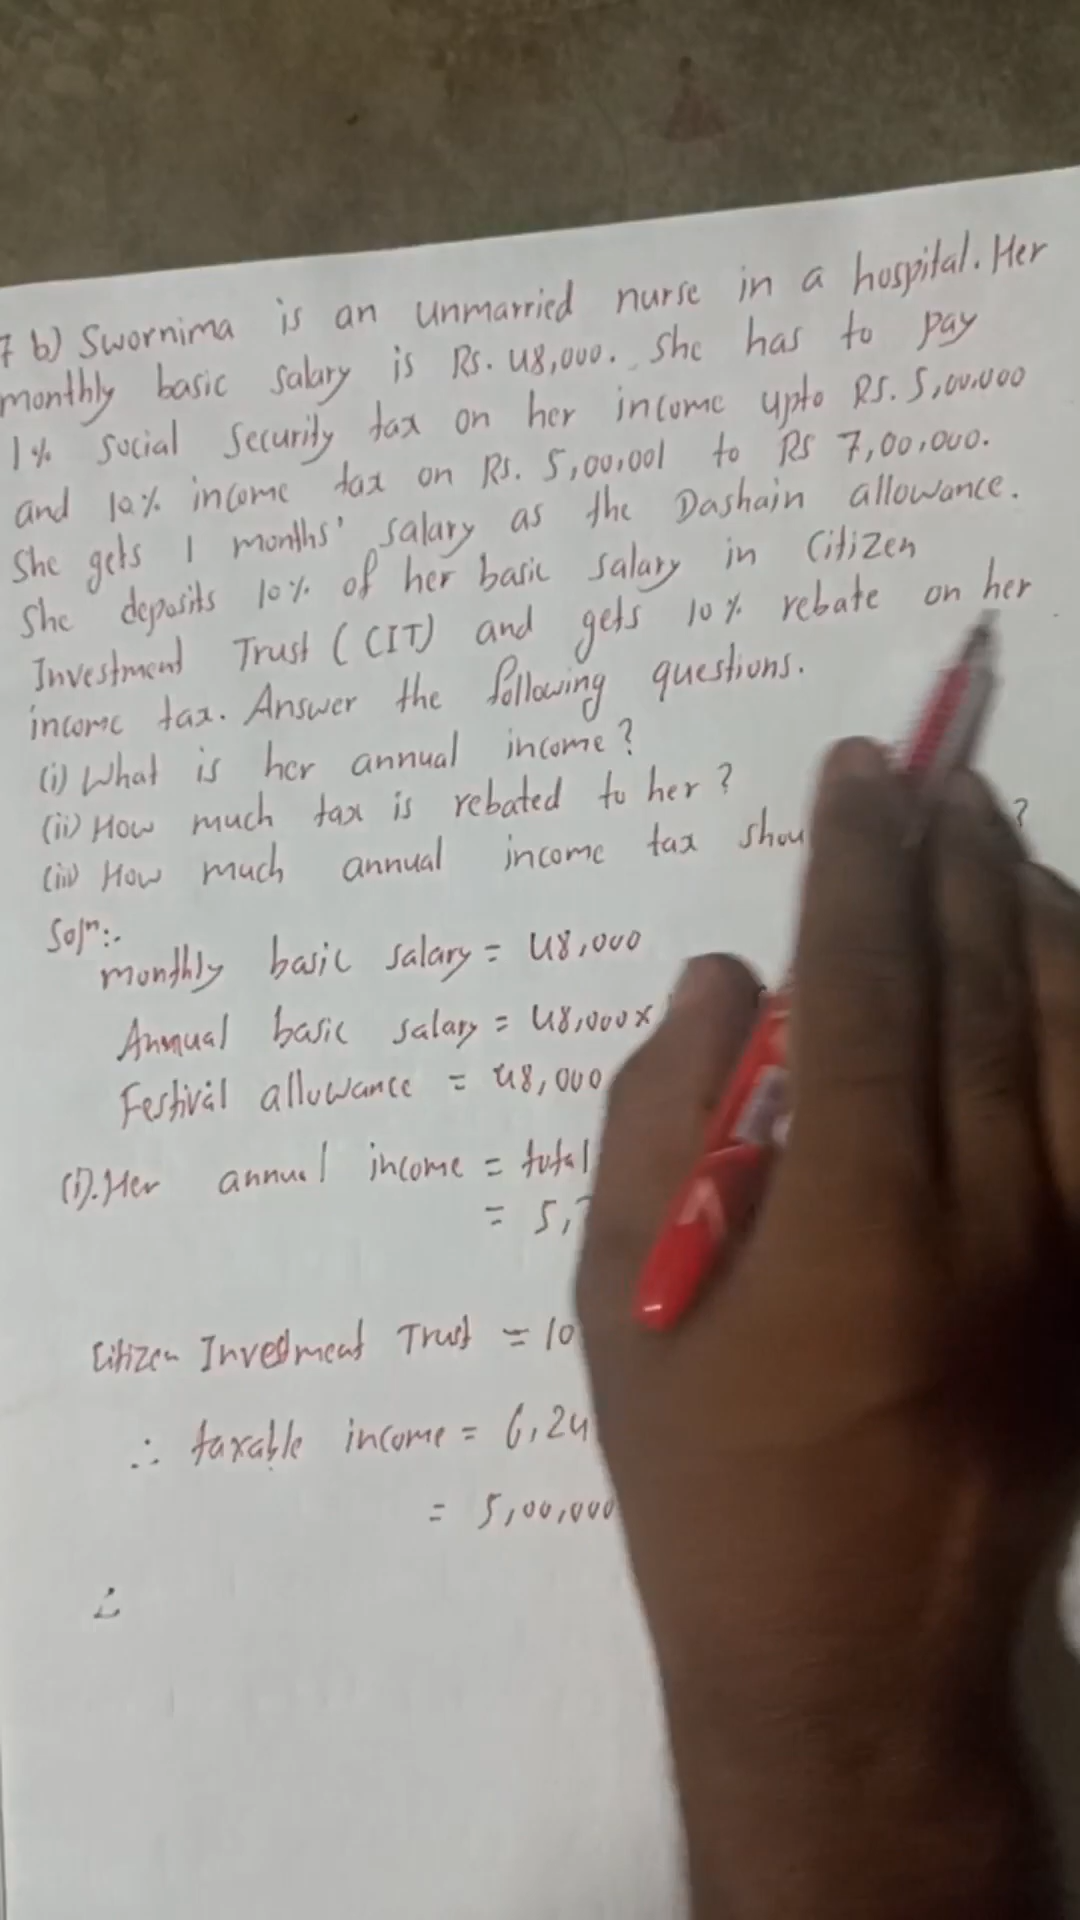 7 b) Swornima is an unmarried nurse in a hospital. Her
monthly basic salary is Rs. 48,000. She has to pay
1% Social Security tax on her income upto Rs. 5,00,000
and 10% income tax on Rs. 5,00,001 to Rs 7,00,000.
She gets 1 months' salary as the Dashain allowance.
She deposits 10% of her basic salary in Citizen
Investment Trust (CIT) and gets 10% rebate on her
income tax. Answer the following questions.
(i) What is her annual income?
(ii) How much tax is rebated to her?
(iii) How much annual income tax shou ?
Solⁿ:-
monthly basic salary = 48,000
Annual basic salary = 48,000×
Festival allowance = 48,000
(i). Her annual income = total
= 5,
Citizen Investment Trust = 10
∴ taxable income = 6,24
= 5,00,000